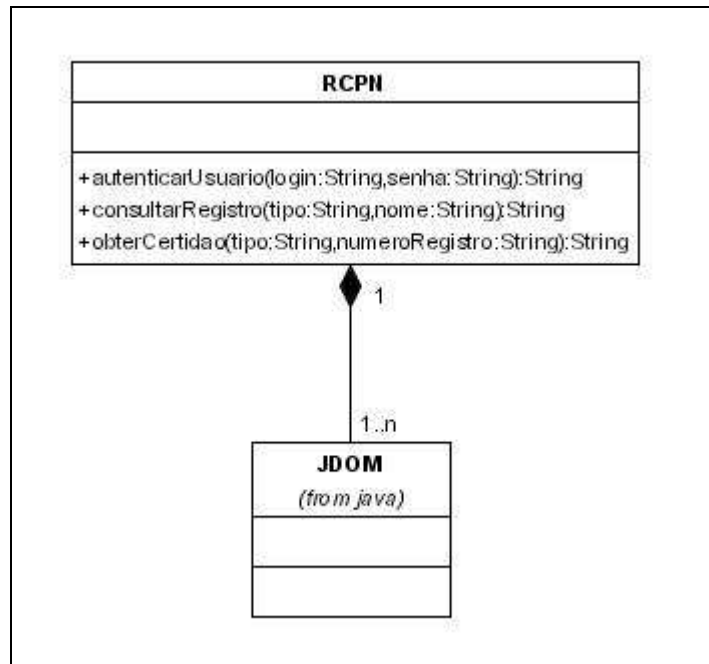 RCPN
+autenticarUsuario(login:String,senha:String):String
+consultarRegistro(tipo:String,nome:String):String
+obterCertidao(tipo:String,numeroRegistro:String):String
1
1..n
JDOM
(from java)